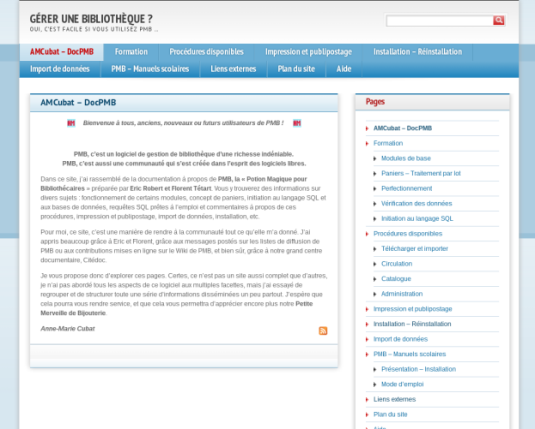 GÉRER UNE BIBLIOTHÈQUE ?
OUI, C'EST FACILE SI VOUS UTILISEZ PMB …
AMCubat – DocPMB
Formation
Procédures disponibles
Impression et publipostage
Installation – Réinstallation
Import de données
PMB – Manuels scolaires
Liens externes
Plan du site
Aide
AMCubat – DocPMB
Bienvenue à tous, anciens, nouveaux ou futurs utilisateurs de PMB !
PMB, c'est un logiciel de gestion de bibliothèque d'une richesse indéniable.
PMB, c'est aussi une communauté qui s'est créée dans l'esprit des logiciels libres.
Dans ce site, j'ai rassemblé de la documentation à propos de PMB, la « Potion Magique pour
Bibliothécaires » préparée par Eric Robert et Florent Tétart. Vous y trouverez des informations sur
divers sujets : fonctionnement de certains modules, concept de paniers, initiation au langage SQL et
aux bases de données, requêtes SQL prêtes à l'emploi et commentaires à propos de ces
procédures, impression et publipostage, import de données, installation, etc.
Pour moi, ce site, c'est une manière de rendre à la communauté tout ce qu'elle m'a donné. J'ai
appris beaucoup grâce à Eric et Florent, grâce aux messages postés sur les listes de diffusion de
PMB ou aux contributions mises en ligne sur le Wiki de PMB, et bien sûr, grâce à notre grand centre
documentaire, Citédoc.
Je vous propose donc d'explorer ces pages. Certes, ce n'est pas un site aussi complet que d'autres,
je n'ai pas abordé tous les aspects de ce logiciel aux multiples facettes, mais j'ai essayé de
regrouper et de structurer toute une série d'informations disséminées un peu partout. J'espère que
cela pourra vous rendre service, et que cela vous permettra d'apprécier encore plus notre Petite
Merveille de Bijouterie.
Anne-Marie Cubat
Pages
AMCubat – DocPMB
Formation
Modules de base
Paniers – Traitement par lot
Perfectionnement
Vérification des données
Initiation au langage SQL
Procédures disponibles
Télécharger et importer
Circulation
Catalogue
Administration
Impression et publipostage
Installation – Réinstallation
Import de données
PMB – Manuels scolaires
Présentation – Installation
Mode d'emploi
Liens externes
Plan du site
Aide